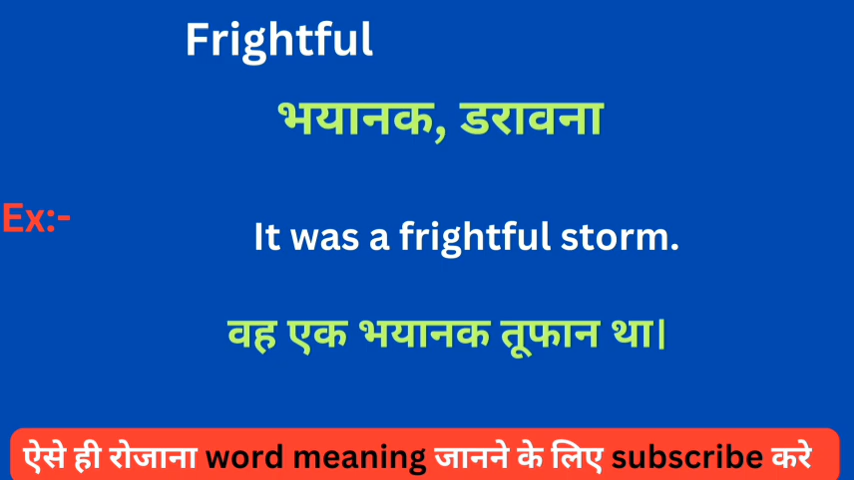 Frightful
भयानक, डरावना
Ex:-
It was a frightful storm.
वह एक भयानक तूफान था।
ऐसे ही रोजाना word meaning जानने के लिए subscribe करे